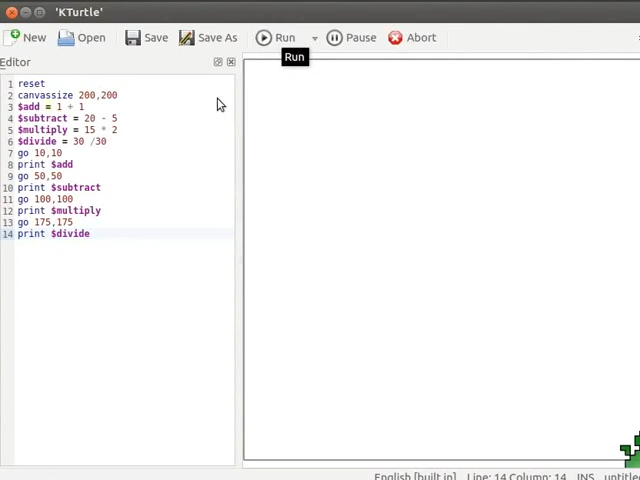 'KTurtle'
New Open Save Save As Run Pause Abort
Run
Editor
1 reset
2 canvassize 200,200
3 $add = 1 + 1
4 $subtract = 20 - 5
5 $multiply = 15 * 2
6 $divide = 30 /30
7 go 10,10
8 print $add
9 go 50,50
10 print $subtract
11 go 100,100
12 print $multiply
13 go 175,175
14 print $divide
English [built in] Line: 14 Column: 14 INS